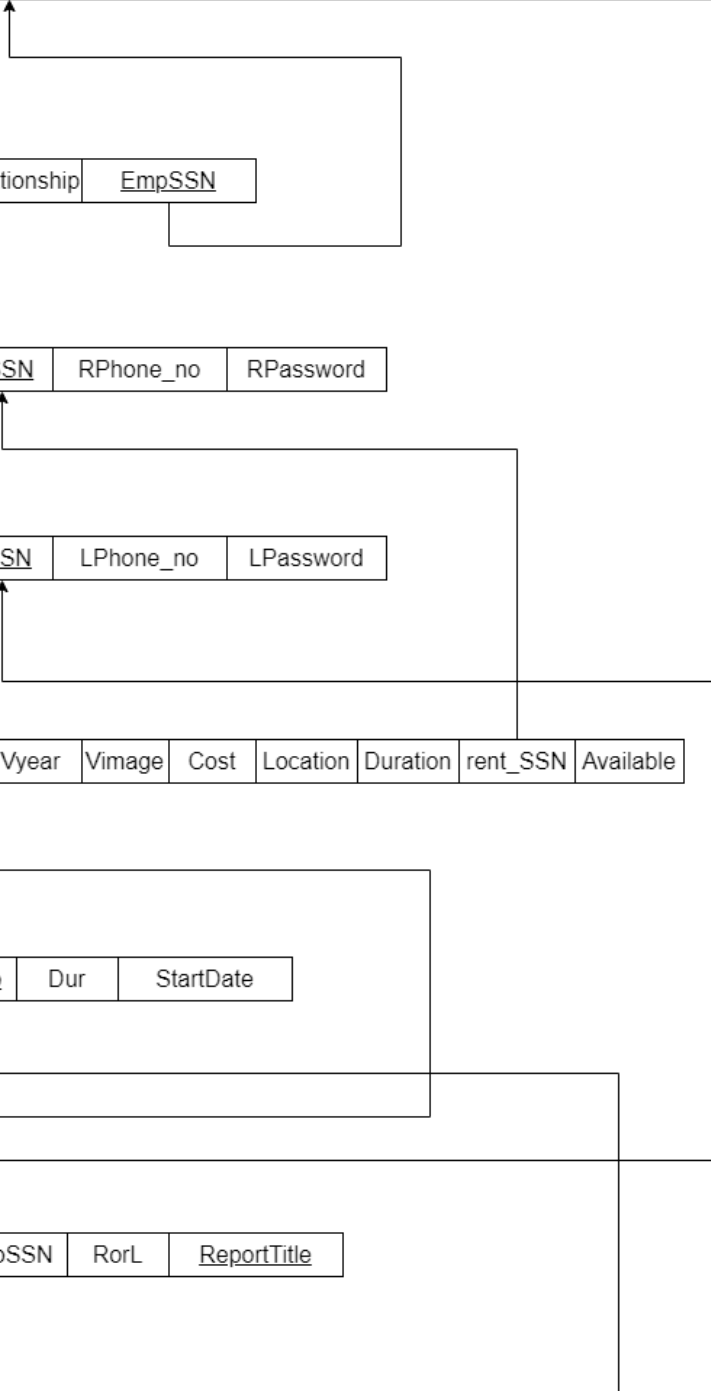 tionship EmpSSN
SSN RPhone_no RPassword
SN LPhone_no LPassword
Vyear Vimage Cost Location Duration rent_SSN Available
Dur StartDate
oSSN RorL ReportTitle